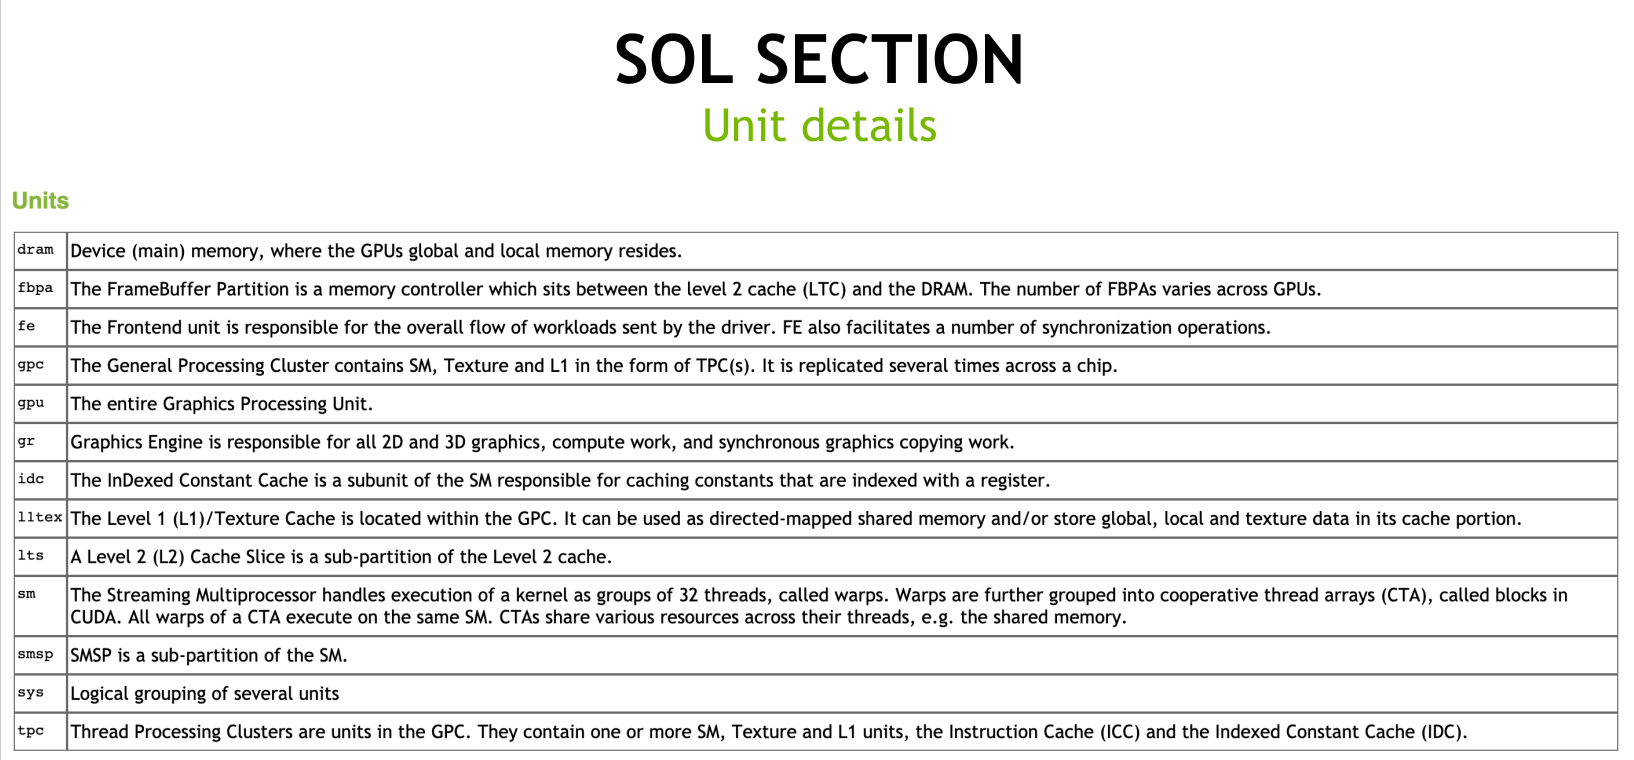 SOL SECTION
Unit details
Units
dram Device (main) memory, where the GPUs global and local memory resides.
fbpa The FrameBuffer Partition is a memory controller which sits between the level 2 cache (LTC) and the DRAM. The number of FBPAs varies across GPUs.
fe The Frontend unit is responsible for the overall flow of workloads sent by the driver. FE also facilitates a number of synchronization operations.
gpc The General Processing Cluster contains SM, Texture and L1 in the form of TPC(s). It is replicated several times across a chip.
gpu The entire Graphics Processing Unit.
gr Graphics Engine is responsible for all 2D and 3D graphics, compute work, and synchronous graphics copying work.
idc The InDexed Constant Cache is a subunit of the SM responsible for caching constants that are indexed with a register.
l1tex The Level 1 (L1)/Texture Cache is located within the GPC. It can be used as directed-mapped shared memory and/or store global, local and texture data in its cache portion.
lts A Level 2 (L2) Cache Slice is a sub-partition of the Level 2 cache.
sm The Streaming Multiprocessor handles execution of a kernel as groups of 32 threads, called warps. Warps are further grouped into cooperative thread arrays (CTA), called blocks in
CUDA. All warps of a CTA execute on the same SM. CTAs share various resources across their threads, e.g. the shared memory.
smsp SMSP is a sub-partition of the SM.
sys Logical grouping of several units
tpc Thread Processing Clusters are units in the GPC. They contain one or more SM, Texture and L1 units, the Instruction Cache (ICC) and the Indexed Constant Cache (IDC).